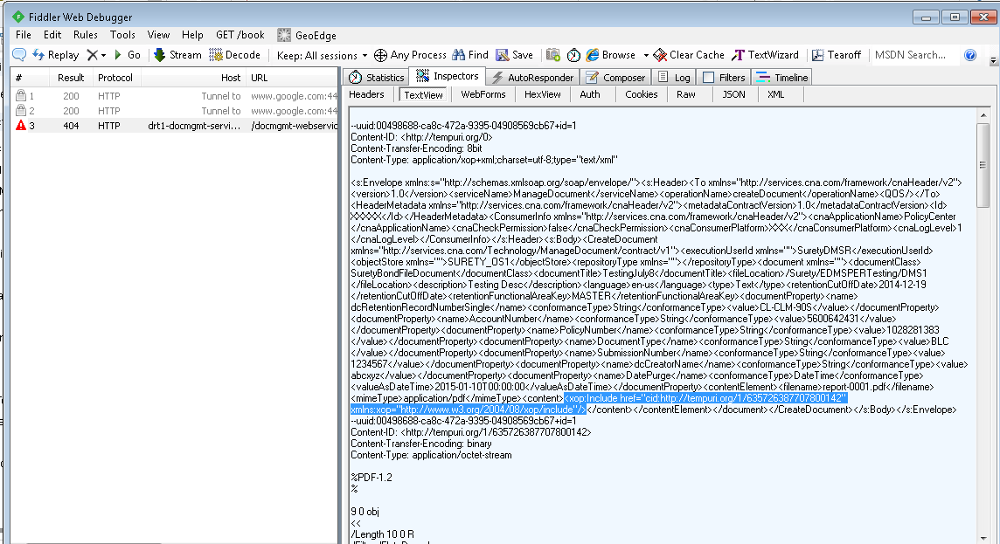 Fiddler Web Debugger
File Edit Rules Tools View Help GET /book GeoEdge
Replay Go Stream Decode Keep: All sessions Any Process Find Save Browse Clear Cache TextWizard Tearoff MSDN Search...
# Result Protocol Host URL
1 200 HTTP Tunnel to www.google.com:44
2 200 HTTP Tunnel to www.google.com:44
3 404 HTTP drt1-docmgmt-servi... /docmgmt-webservic
Statistics Inspectors AutoResponder Composer Log Filters Timeline
Headers TextView WebForms HexView Auth Cookies Raw JSON XML
--uuid:00498688-ca8c-472a-9395-04908569cb67+id=1
Content-ID: <http://tempuri.org/0>
Content-Transfer-Encoding: 8bit
Content-Type: application/xop+xml;charset=utf-8;type="text/xml"
<s:Envelope xmlns:s="http://schemas.xmlsoap.org/soap/envelope/"><s:Header><To xmlns="http://services.cna.com/framework/cnaHeader/v2">
<version>1.0</version><serviceName>ManageDocument</serviceName><operationName>createDocument</operationName><QOS/></To>
<HeaderMetadata xmlns="http://services.cna.com/framework/cnaHeader/v2"><metadataContractVersion>1.0</metadataContractVersion><Id>
XXXXX</Id></HeaderMetadata><ConsumerInfo xmlns="http://services.cna.com/framework/cnaHeader/v2"><cnaApplicationName>PolicyCenter
</cnaApplicationName><cnaCheckPermission>false</cnaCheckPermission><cnaConsumerPlatform>XXX</cnaConsumerPlatform><cnaLogLevel>1
</cnaLogLevel></ConsumerInfo></s:Header><s:Body><CreateDocument
xmlns="http://services.cna.com/Technology/ManageDocument/contract/v1"><executionUserId xmlns="">SuretyDMSR</executionUserId>
<objectStore xmlns="">SURETY_OS1</objectStore><repositoryType xmlns=""></repositoryType><document xmlns=""><documentClass>
SuretyBondFileDocument</documentClass><documentTitle>TestingJuly8</documentTitle><fileLocation>/Surety/EDMSPERTesting/DMS1
</fileLocation><description>Testing Desc</description><language>en-us</language><type>Text</type><retentionCutOffDate>2014-12-19
</retentionCutOffDate><retentionFunctionalAreaKey>MASTER</retentionFunctionalAreaKey><documentProperty><name>
dcRetentionRecordNumberSingle</name><conformanceType>String</conformanceType><value>CL-CLM-90S</value></documentProperty>
<documentProperty><name>AccountNumber</name><conformanceType>String</conformanceType><value>5600642431</value>
</documentProperty><documentProperty><name>PolicyNumber</name><conformanceType>String</conformanceType><value>1028281383
</value></documentProperty><documentProperty><name>DocumentType</name><conformanceType>String</conformanceType><value>BLC
</value></documentProperty><documentProperty><name>SubmissionNumber</name><conformanceType>String</conformanceType><value>
1234567</value></documentProperty><documentProperty><name>dcCreatorName</name><conformanceType>String</conformanceType><value>
abcxyz</value></documentProperty><documentProperty><name>DatePurge</name><conformanceType>DateTime</conformanceType>
<valueAsDateTime>2015-01-10T00:00:00</valueAsDateTime></documentProperty><contentElement><filename>report-0001.pdf</filename>
<mimeType>application/pdf</mimeType><content><xop:Include href="cid:http://tempuri.org/1/635726387707800142"
xmlns:xop="http://www.w3.org/2004/08/xop/include"/></content></contentElement></document></CreateDocument></s:Body></s:Envelope>
--uuid:00498688-ca8c-472a-9395-04908569cb67+id=1
Content-ID: <http://tempuri.org/1/635726387707800142>
Content-Transfer-Encoding: binary
Content-Type: application/octet-stream
%PDF-1.2
%
9 0 obj
<<
/Length 10 0 R